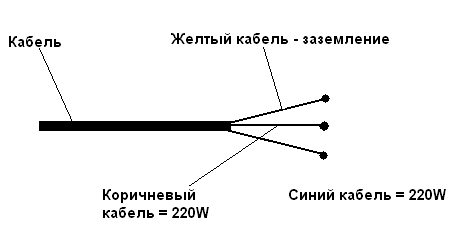 Кабель
Желтый кабель - заземление
Коричневый
кабель = 220W
Синий кабель = 220W